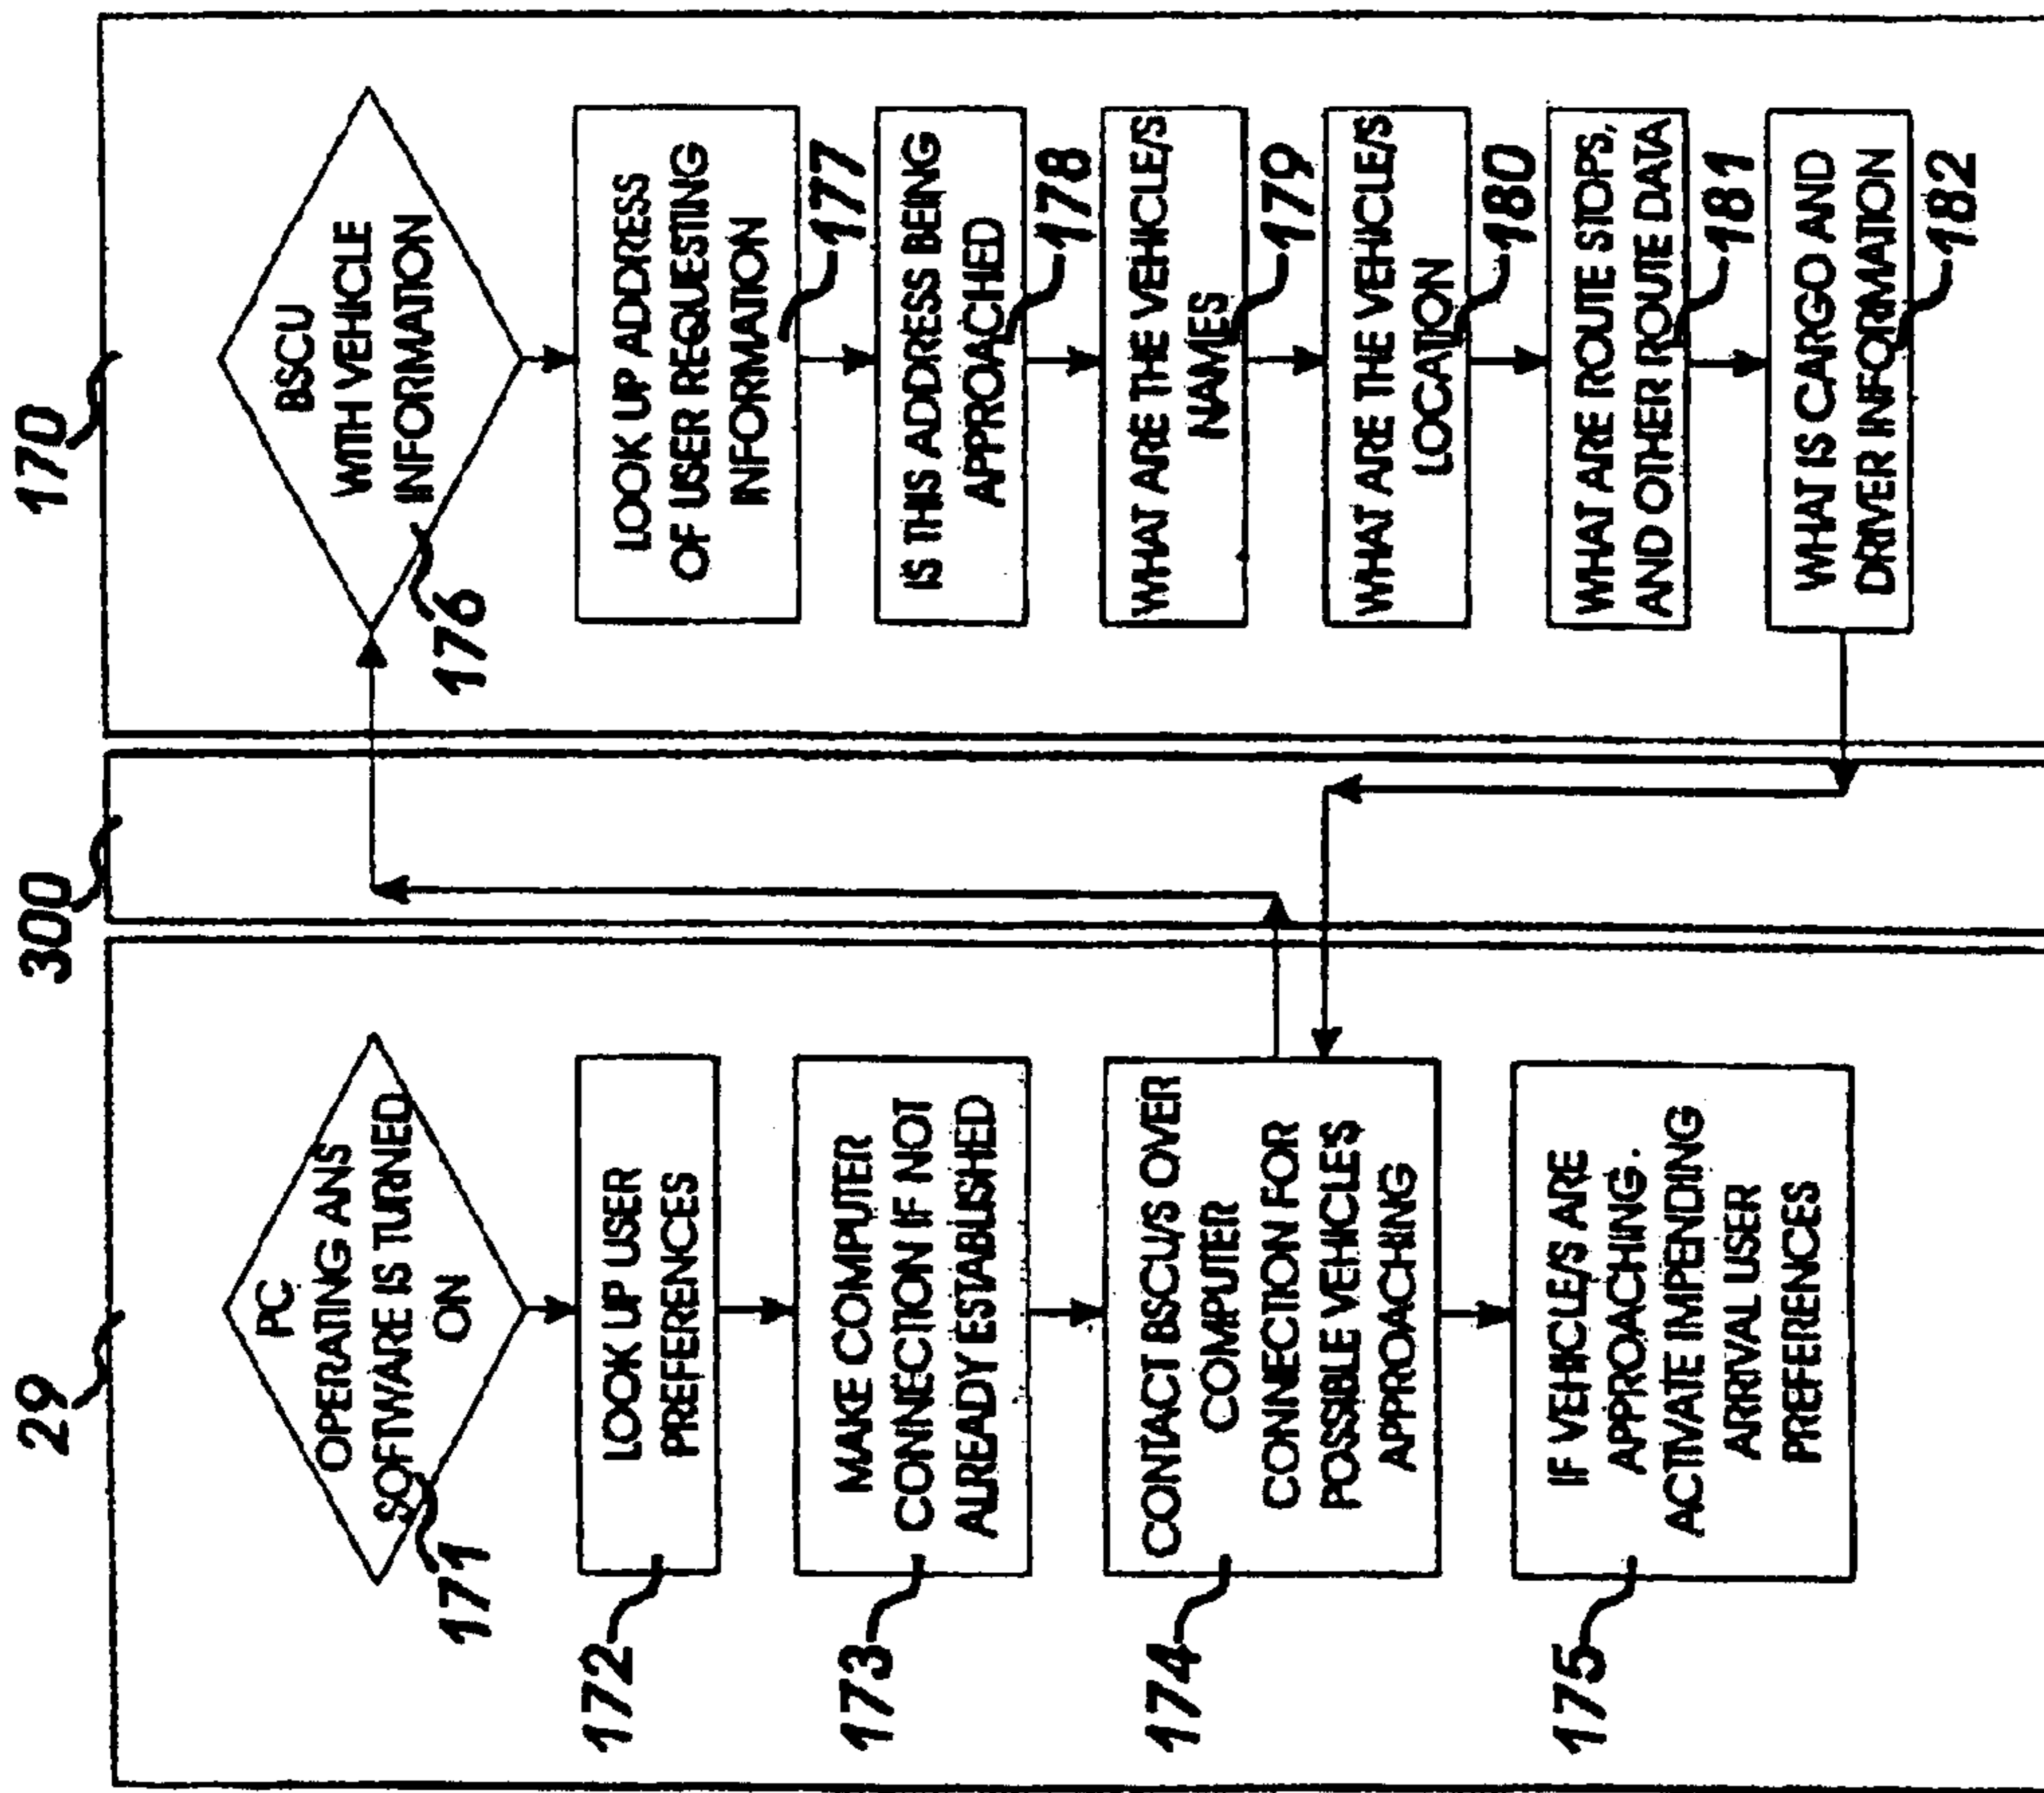 29
300
170
PC
OPERATING ANS
SOFTWARE IS TURNED
ON
171
LOOK UP USER
PREFERENCES
172
MAKE COMPUTER
CONNECTION IF NOT
ALREADY ESTABLISHED
173
CONTACT BSCU/S OVER
COMPUTER
CONNECTION FOR
POSSIBLE VEHICLES
APPROACHING
174
IF VEHICLE/S ARE
APPROACHING.
ACTIVATE IMPENDING
ARRIVAL USER
PREFERENCES
175
BSCU
WITH VEHICLE
INFORMATION
176
LOOK UP ADDRESS
OF USER REQUESTING
INFORMATION
177
IS THIS ADDRESS BEING
APPROACHED
178
WHAT ARE THE VEHICLE/S
NAMES
179
WHAT ARE THE VEHICLE/S
LOCATION
180
WHAT ARE ROUTE STOPS,
AND OTHER ROUTE DATA
181
WHAT IS CARGO AND
DRIVER INFORMATION
182